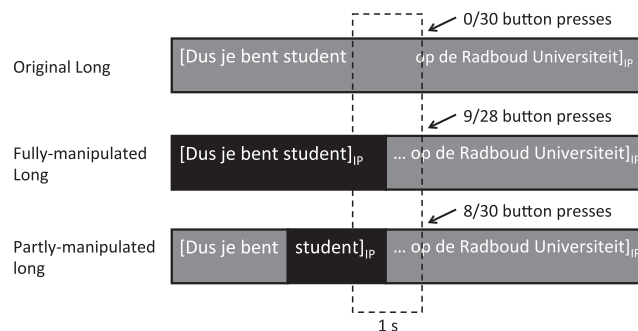 0/30 button presses
Original Long
[Dus je bent student op de Radboud Universiteit]IP
9/28 button presses
Fully-manipulated
Long
[Dus je bent student]IP
... op de Radboud Universiteit]IP
8/30 button presses
Partly-manipulated
long
[Dus je bent
student]IP
... op de Radboud Universiteit]IP
1 s